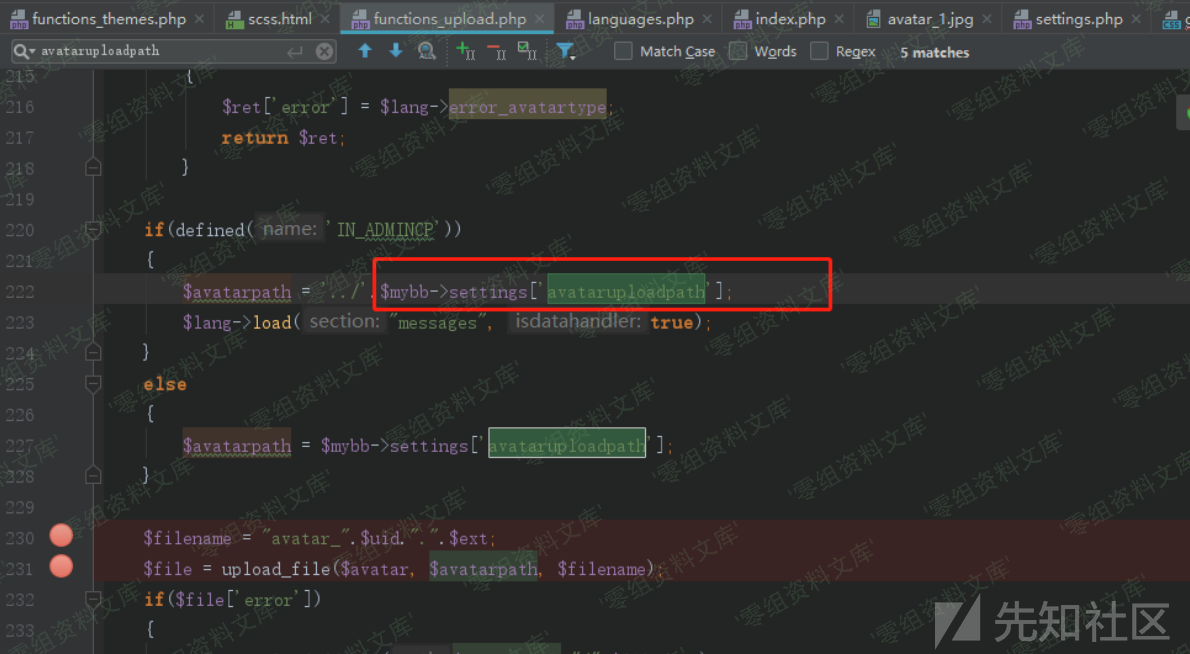 functions_themes.php × scss.html × functions_upload.php × languages.php × index.php × avatar_1.jpg × settings.php ×
avataruploadpath Match Case Words Regex 5 matches
215 {
216 $ret['error'] = $lang->error_avatartype;
217 return $ret;
218 }
219
220 if(defined( name: 'IN_ADMINCP'))
221 {
222 $avatarpath = '../'.$mybb->settings['avataruploadpath'];
223 $lang->load( section: "messages", isdatahandler: true);
224 }
225 else
226 {
227 $avatarpath = $mybb->settings['avataruploadpath'];
228 }
229
230 $filename = "avatar_".$uid.".".$ext;
231 $file = upload_file($avatar, $avatarpath, $filename);
232 if($file['error'])
233 {
先知社区
'零组资料文库'